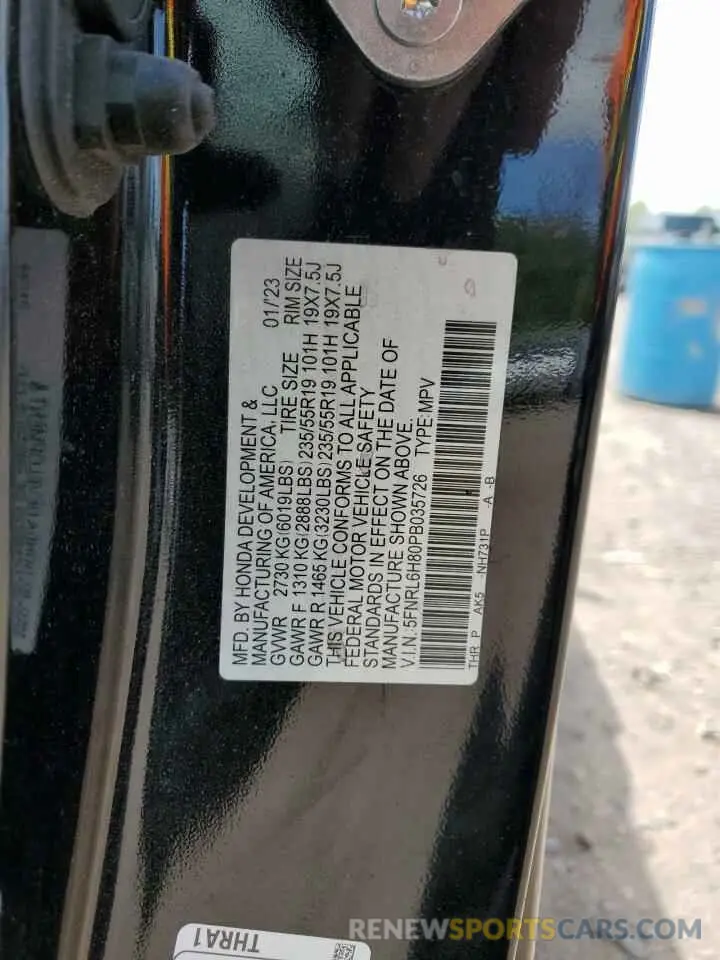 MFD. BY HONDA DEVELOPMENT &
MANUFACTURING OF AMERICA, LLC 01/23
GVWR 2730 KG(6019LBS) TIRE SIZE RIM SIZE
GAWR F 1310 KG(2888LBS)235/55R19 101H 19X7.5J
GAWR R 1465 KG(3230LBS)235/55R19 101H 19X7.5J
THIS VEHICLE CONFORMS TO ALL APPLICABLE
FEDERAL MOTOR VEHICLE SAFETY
STANDARDS IN EFFECT ON THE DATE OF
MANUFACTURE SHOWN ABOVE.
V.I.N.:5FNRL6H80PB035726 TYPE:MPV
THR P AK5 -NH731P -A -B
THRA1
RENEWSPORTSCARS.COM